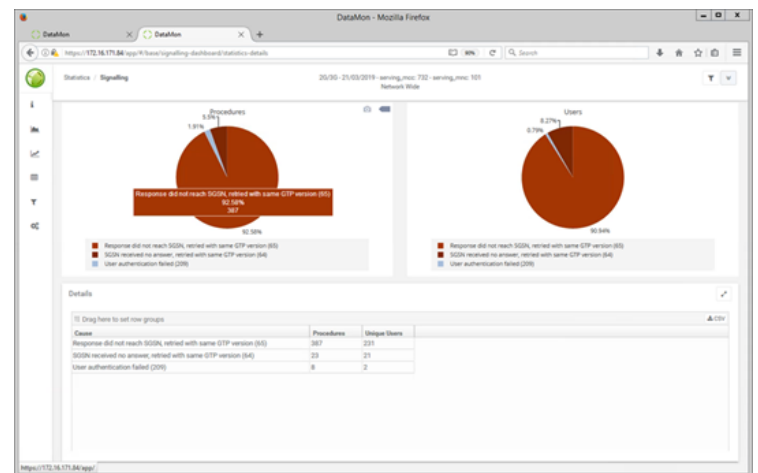 DataMon - Mozilla Firefox
DataMon
DataMon
https://172.16.171.84/app/#/base/signalling-dashboard/statistics-details
90%
Search
Statistics / Signalling
2G/3G - 21/03/2019 - serving_mcc: 732 - serving_mnc: 101
Network Wide
Procedures
5.5%
1.91%
Response did not reach SGSN, retried with same GTP version (65)
92.58%
387
92.58%
Response did not reach SGSN, retried with same GTP version (65)
SGSN received no answer, retried with same GTP version (64)
User authentication failed (209)
Users
8.27%
0.79%
90.94%
Response did not reach SGSN, retried with same GTP version (65)
SGSN received no answer, retried with same GTP version (64)
User authentication failed (209)
Details
Drag here to set row groups
CSV
Cause Procedures Unique Users
Response did not reach SGSN, retried with same GTP version (65) 387 231
SGSN received no answer, retried with same GTP version (64) 23 21
User authentication failed (209) 8 2
https://172.16.171.84/app/